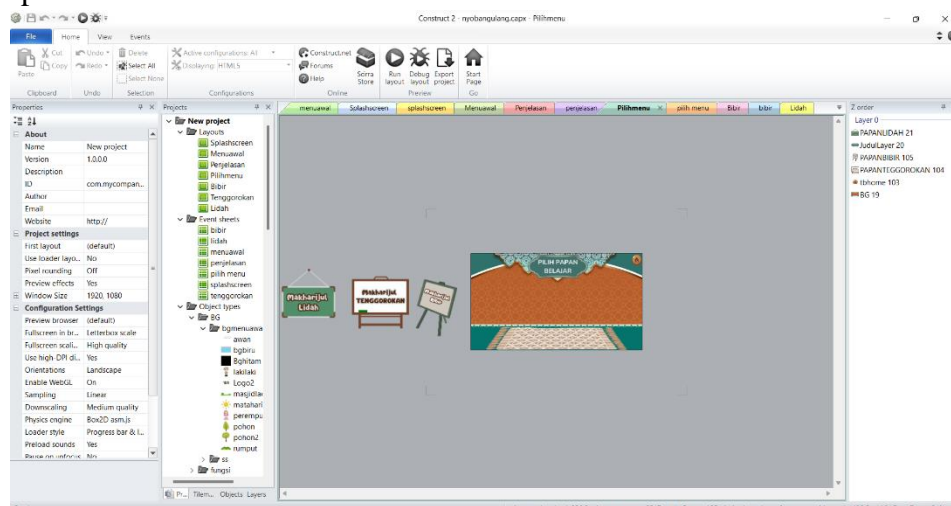 Construct 2 - nyobangulang.capx - Pilihmenu
File
Home
View
Events
Paste
Cut
Copy
Clipboard
Undo
Redo
Undo
Delete
Select All
Select None
Selection
Active configurations: All
Displaying: HTML5
Configurations
Construct.net
Forums
Help
Scirra Store
Online
Run layout
Debug layout
Export project
Preview
Start Page
Go
Properties
About
Name New project
Version 1.0.0.0
Description
ID com.mycompan...
Author
Email
Website http://
Project settings
First layout (default)
Use loader layo... No
Pixel rounding Off
Preview effects Yes
Window Size 1920, 1080
Configuration Settings
Preview browser (default)
Fullscreen in br... Letterbox scale
Fullscreen scali... High quality
Use high-DPI di... Yes
Orientations Landscape
Enable WebGL On
Sampling Linear
Downscaling Medium quality
Physics engine Box2D asm.js
Loader style Progress bar & l...
Preload sounds Yes
Pause on unfocus No
Projects
New project
Layouts
Splashscreen
Menuawal
Penjelasan
Pilihmenu
Bibir
Tenggorokan
Lidah
Event sheets
bibir
lidah
menuawal
penjelasan
pilih menu
splashscreen
tenggorokan
Object types
BG
bgmenuawa
awan
bgbiru
Bghitam
lakilaki
Logo2
masjidla
matahari
perempu
pohon
pohon2
rumput
ss
fungsi
Pr...
Tilem...
Objects
Layers
menuawal
Splashscreen
splashscreen
Menuawal
Penjelasan
penjelasan
Pilihmenu
pilih menu
Bibir
bibir
Lidah
Makharijul
Lidah
Makharijul
TENGGOROKAN
PILIH PAPAN
BELAJAR
Z order
Layer 0
PAPANLIDAH 21
JudulLayer 20
PAPANBIBIR 105
PAPANTEGGOROKAN 104
tbhome 103
BG 19